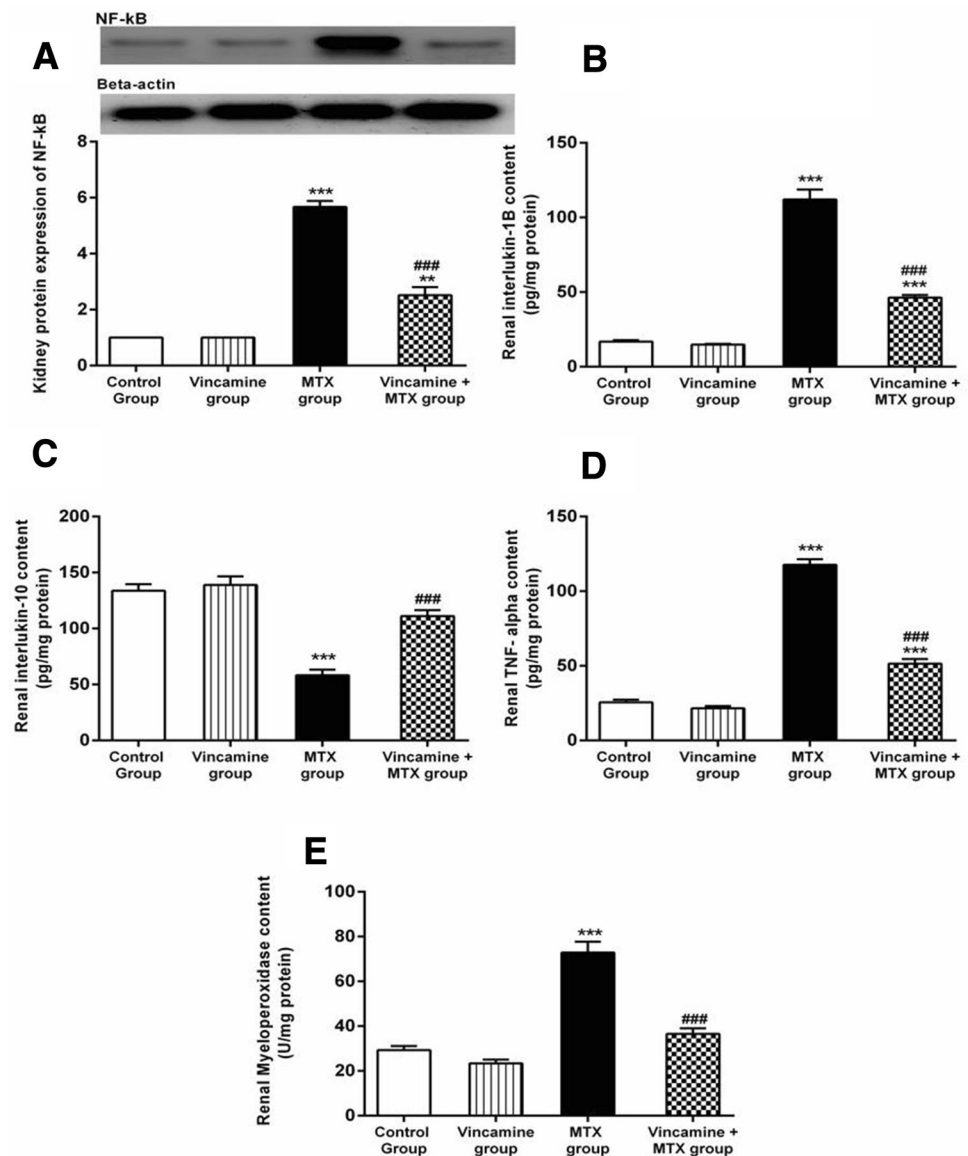 A
NF-kB
Beta-actin
Kidney protein expression of NF-kB
8
6
4
2
0
***
###
**
Control
Group
Vincamine
group
MTX
group
Vincamine +
MTX group
B
Renal interlukin-1B content
(pg/mg protein)
150
100
50
0
***
###
***
Control
Group
Vincamine
group
MTX
group
Vincamine +
MTX group
C
Renal interlukin-10 content
(pg/mg protein)
200
150
100
50
0
***
###
Control
Group
Vincamine
group
MTX
group
Vincamine +
MTX group
D
Renal TNF- alpha content
(pg/mg protein)
150
100
50
0
***
###
***
Control
Group
Vincamine
group
MTX
group
Vincamine +
MTX group
E
Renal Myeloperoxidase content
(U/mg protein)
100
80
60
40
20
0
***
###
Control
Group
Vincamine
group
MTX
group
Vincamine +
MTX group